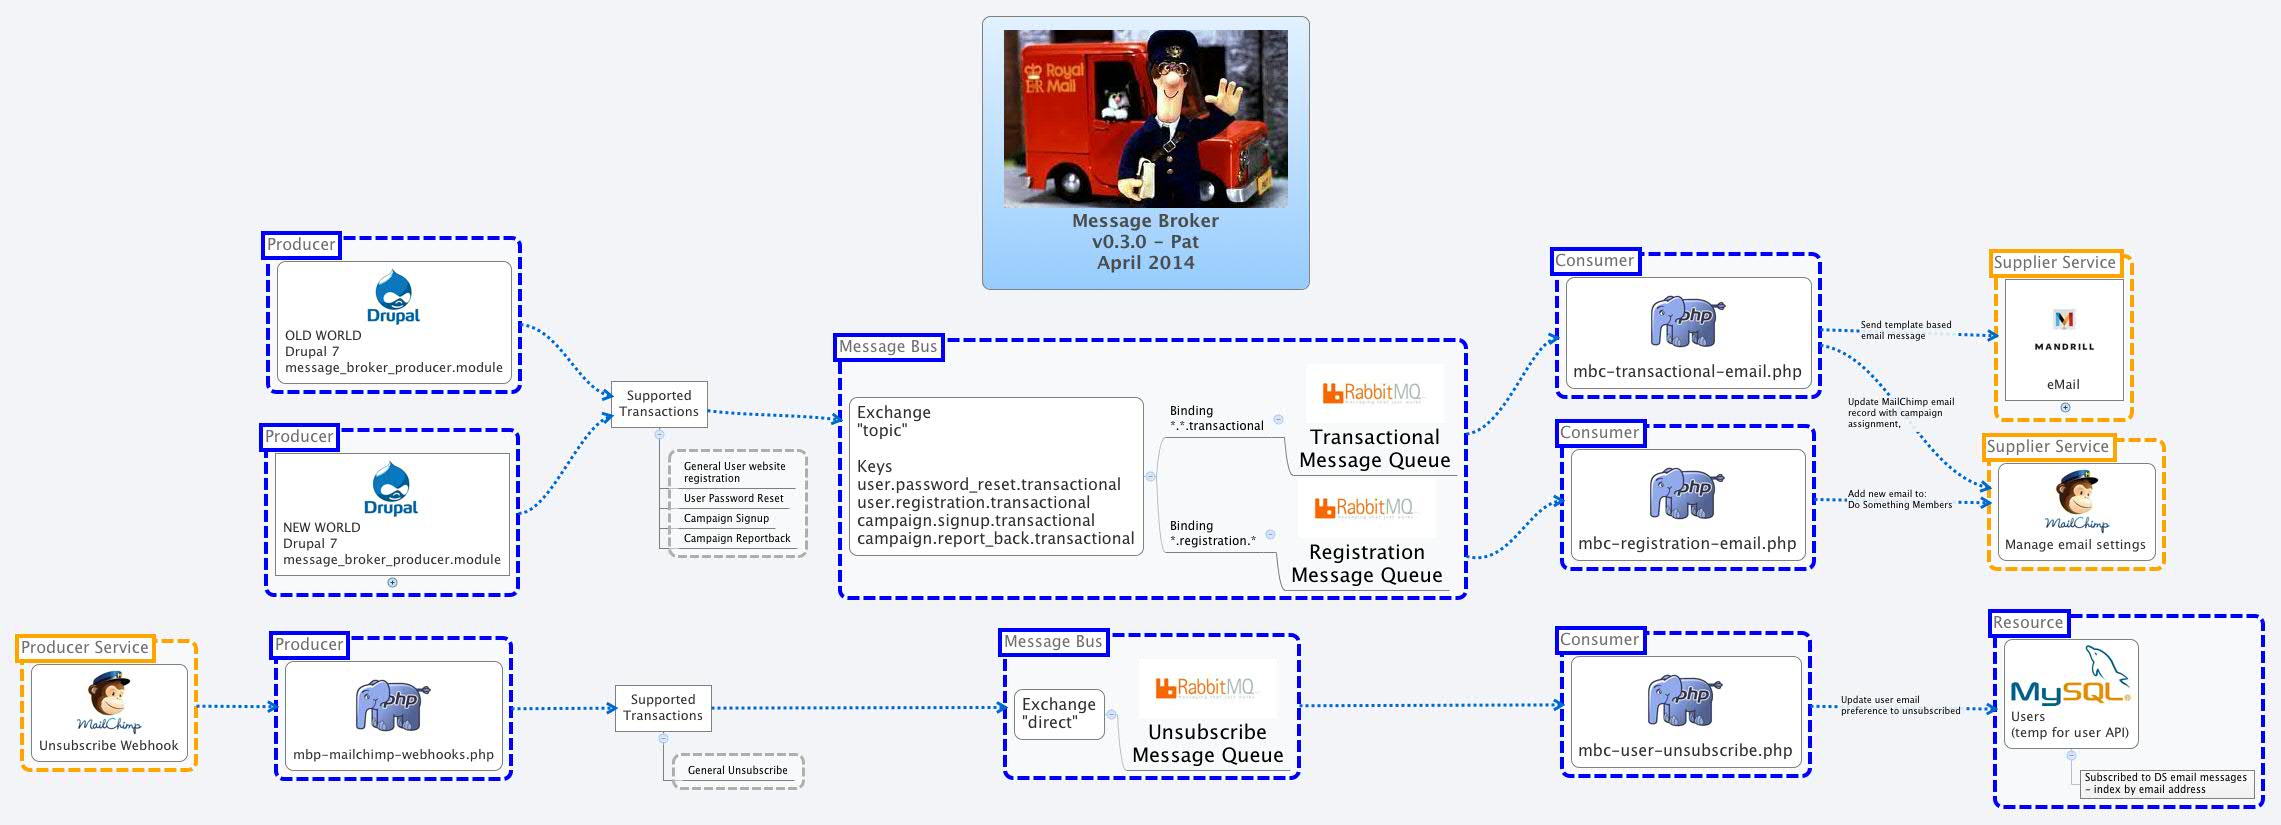 Royal
Mail
Message Broker
v0.3.0 - Pat
April 2014
Producer
Drupal
OLD WORLD
Drupal 7
message_broker_producer.module
Producer
Drupal
NEW WORLD
Drupal 7
message_broker_producer.module
Supported
Transactions
General User website
registration
User Password Reset
Campaign Signup
Campaign Reportback
Message Bus
Exchange
"topic"
Keys
user.password_reset.transactional
user.registration.transactional
campaign.signup.transactional
campaign.report_back.transactional
Binding
*.*.transactional
RabbitMQ
Transactional
Message Queue
Binding
*.registration.*
RabbitMQ
Registration
Message Queue
Consumer
php
mbc-transactional-email.php
Consumer
php
mbc-registration-email.php
Send template based
email message
Update MailChimp email
record with campaign
assignment,
Add new email to:
Do Something Members
Supplier Service
MANDRILL
eMail
Supplier Service
MailChimp
Manage email settings
Producer Service
MailChimp
Unsubscribe Webhook
Producer
php
mbp-mailchimp-webhooks.php
Supported
Transactions
General Unsubscribe
Message Bus
Exchange
"direct"
RabbitMQ
Unsubscribe
Message Queue
Consumer
php
mbc-user-unsubscribe.php
Update user email
preference to unsubscribed
Resource
MySQL
Users
(temp for user API)
Subscribed to DS email messages
- index by email address